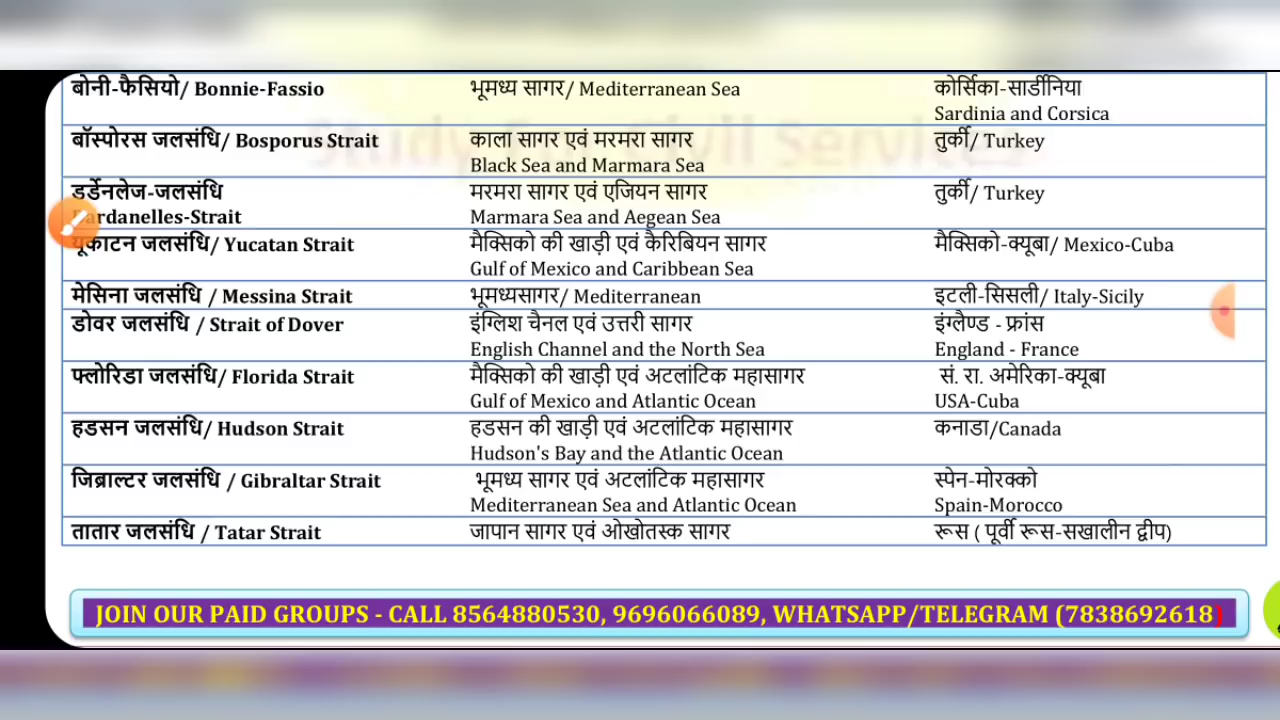 बोनी-फैसियो/ Bonnie-Fassio भूमध्य सागर/ Mediterranean Sea कोर्सिका-सार्डीनिया
Sardinia and Corsica
बॉस्पोरस जलसंधि/ Bosporus Strait काला सागर एवं मरमरा सागर तुर्की/ Turkey
Black Sea and Marmara Sea
डर्डेनलेज-जलसंधि मरमरा सागर एवं एजियन सागर तुर्की/ Turkey
Dardanelles-Strait Marmara Sea and Aegean Sea
यूकाटन जलसंधि/ Yucatan Strait मैक्सिको की खाड़ी एवं कैरिबियन सागर मैक्सिको-क्यूबा/ Mexico-Cuba
Gulf of Mexico and Caribbean Sea
मेसिना जलसंधि / Messina Strait भूमध्यसागर/ Mediterranean इटली-सिसली/ Italy-Sicily
डोवर जलसंधि / Strait of Dover इंग्लिश चैनल एवं उत्तरी सागर इंग्लैण्ड - फ्रांस
English Channel and the North Sea England - France
फ्लोरिडा जलसंधि/ Florida Strait मैक्सिको की खाड़ी एवं अटलांटिक महासागर सं. रा. अमेरिका-क्यूबा
Gulf of Mexico and Atlantic Ocean USA-Cuba
हडसन जलसंधि/ Hudson Strait हडसन की खाड़ी एवं अटलांटिक महासागर कनाडा/Canada
Hudson's Bay and the Atlantic Ocean
जिब्राल्टर जलसंधि / Gibraltar Strait भूमध्य सागर एवं अटलांटिक महासागर स्पेन-मोरक्को
Mediterranean Sea and Atlantic Ocean Spain-Morocco
तातार जलसंधि / Tatar Strait जापान सागर एवं ओखोतस्क सागर रूस ( पूर्वी रूस-सखालीन द्वीप)
JOIN OUR PAID GROUPS - CALL 8564880530, 9696066089, WHATSAPP/TELEGRAM (7838692618)